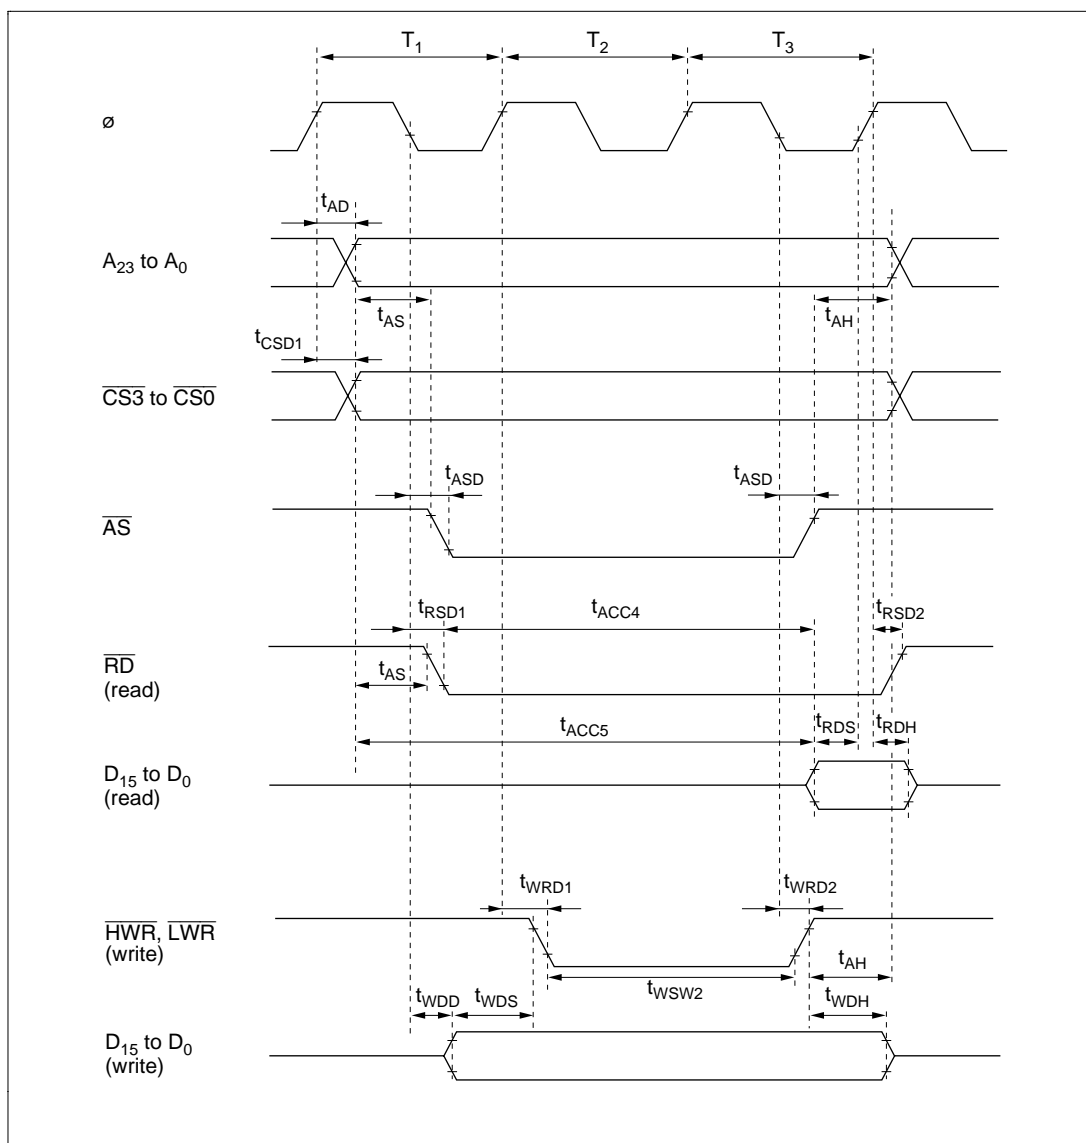 T1 T2 T3
ø
tAD
A23 to A0
tAS tAH
tCSD1
CS3 to CS0
tASD tASD
AS
tRSD1 tACC4 tRSD2
RD
(read)
tAS
tACC5 tRDS tRDH
D15 to D0
(read)
tWRD1 tWRD2
HWR, LWR
(write)
tAH
tWSW2
tWDD tWDS tWDH
D15 to D0
(write)